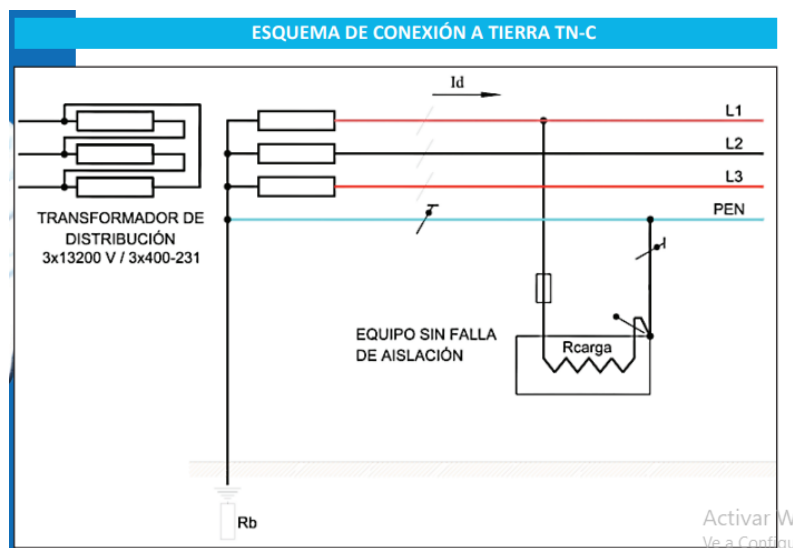 ESQUEMA DE CONEXIÓN A TIERRA TN-C
Id
L1
L2
L3
PEN
TRANSFORMADOR DE
DISTRIBUCIÓN
3x13200 V / 3x400-231
EQUIPO SIN FALLA
DE AISLACIÓN
Rcarga
Rb
Activar
Ve a